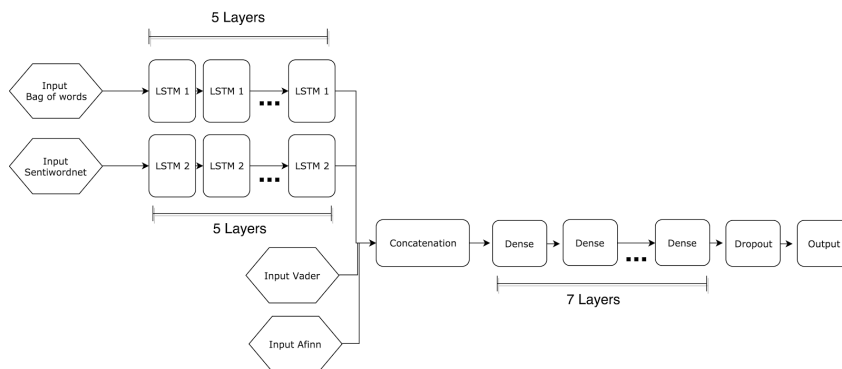 5 Layers
Input
Bag of words
LSTM 1
LSTM 1
LSTM 1
Input
Sentiwordnet
LSTM 2
LSTM 2
LSTM 2
5 Layers
Concatenation
Dense
Dense
Dense
Dropout
Output
Input Vader
7 Layers
Input Afinn